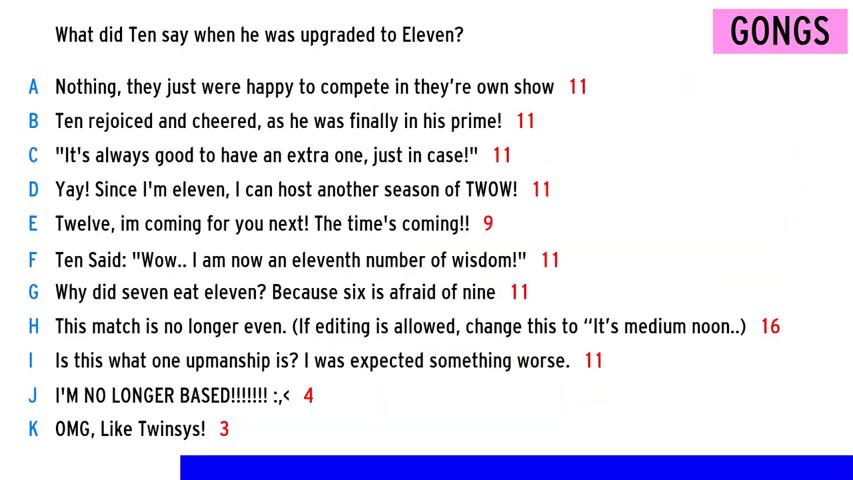 GONGS
What did Ten say when he was upgraded to Eleven?
A Nothing, they just were happy to compete in they’re own show 11
B Ten rejoiced and cheered, as he was finally in his prime! 11
C "It's always good to have an extra one, just in case!" 11
D Yay! Since I'm eleven, I can host another season of TWOW! 11
E Twelve, im coming for you next! The time's coming!! 9
F Ten Said: "Wow.. I am now an eleventh number of wisdom!" 11
G Why did seven eat eleven? Because six is afraid of nine 11
H This match is no longer even. (If editing is allowed, change this to “It’s medium noon..) 16
I Is this what one upmanship is? I was expected something worse. 11
J I'M NO LONGER BASED!!!!!!! :,< 4
K OMG, Like Twinsys! 3